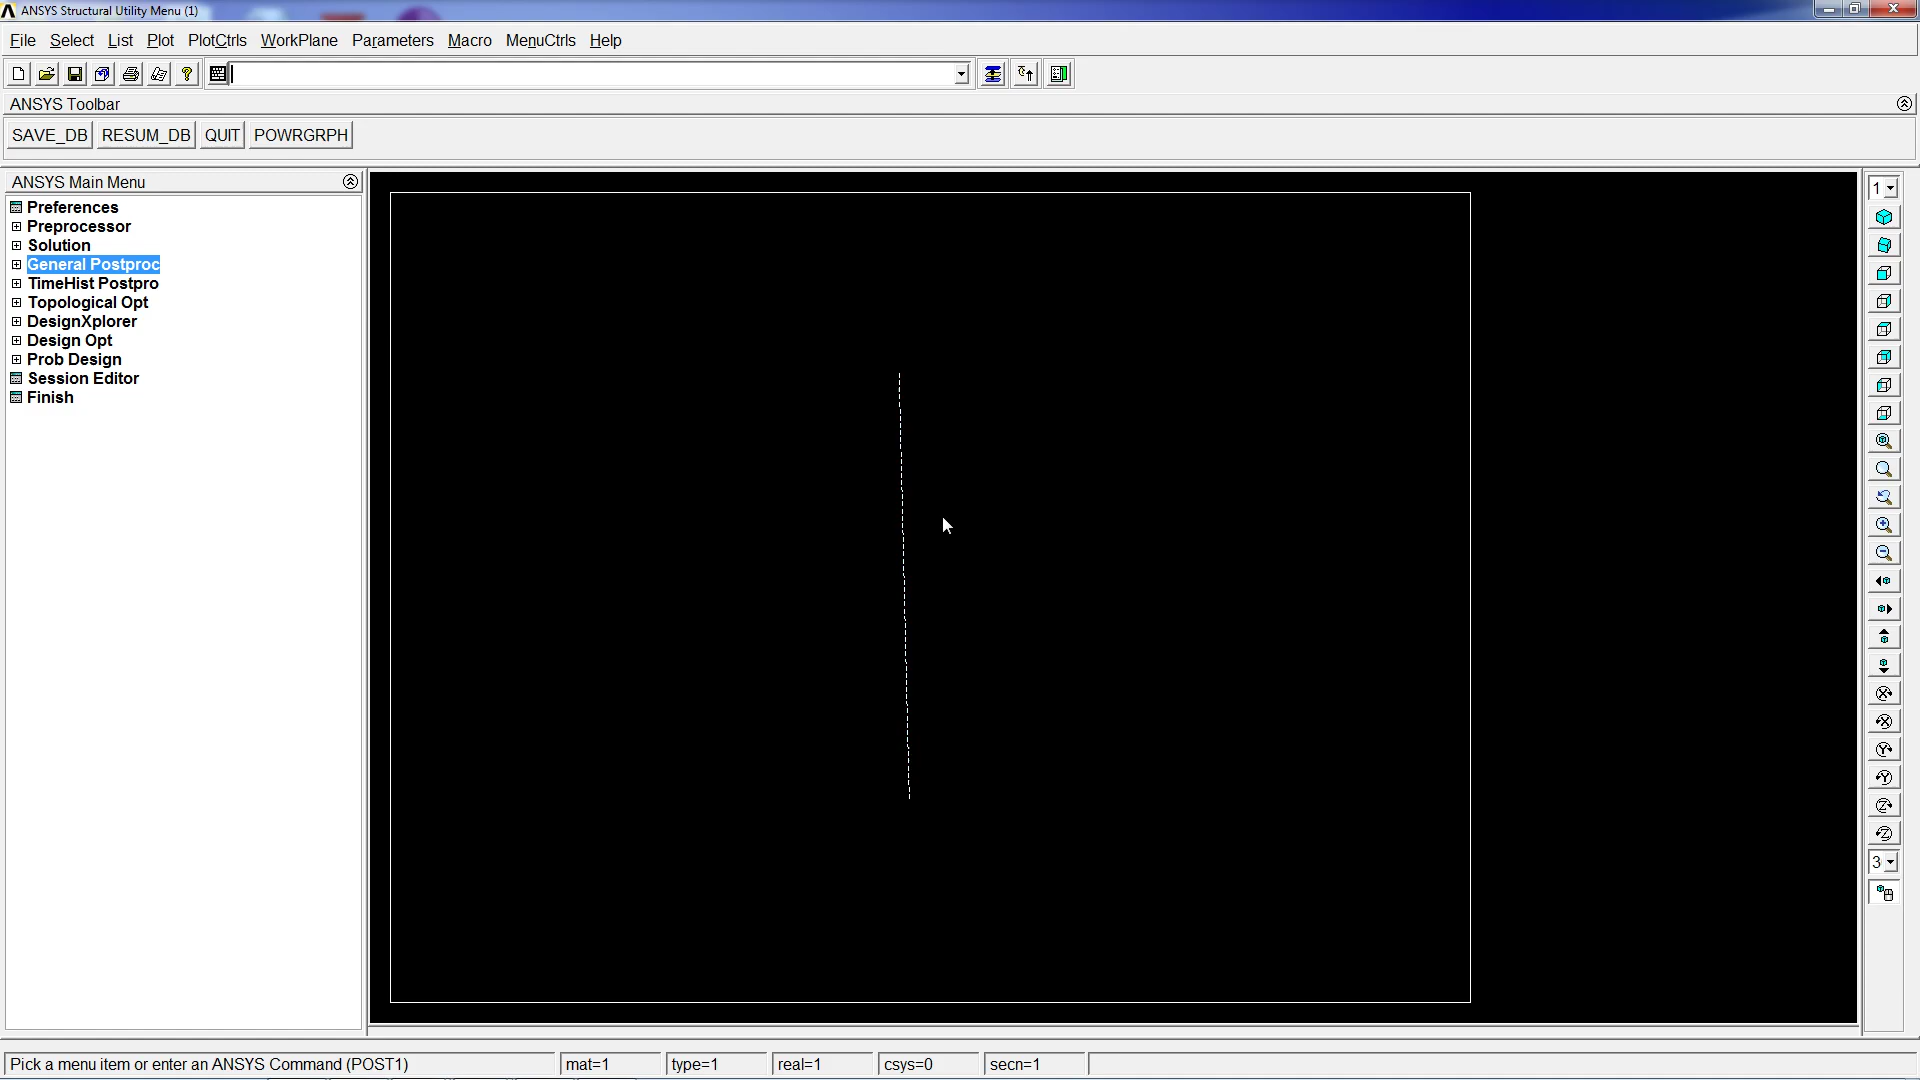 ANSYS Structural Utility Menu (1)
File Select List Plot PlotCtrls WorkPlane Parameters Macro MenuCtrls Help
ANSYS Toolbar
SAVE_DB RESUM_DB QUIT POWRGRPH
ANSYS Main Menu
1
Preferences
Preprocessor
Solution
General Postproc
TimeHist Postpro
Topological Opt
DesignXplorer
Design Opt
Prob Design
Session Editor
Finish
3
Pick a menu item or enter an ANSYS Command (POST1) mat=1 type=1 real=1 csys=0 secn=1